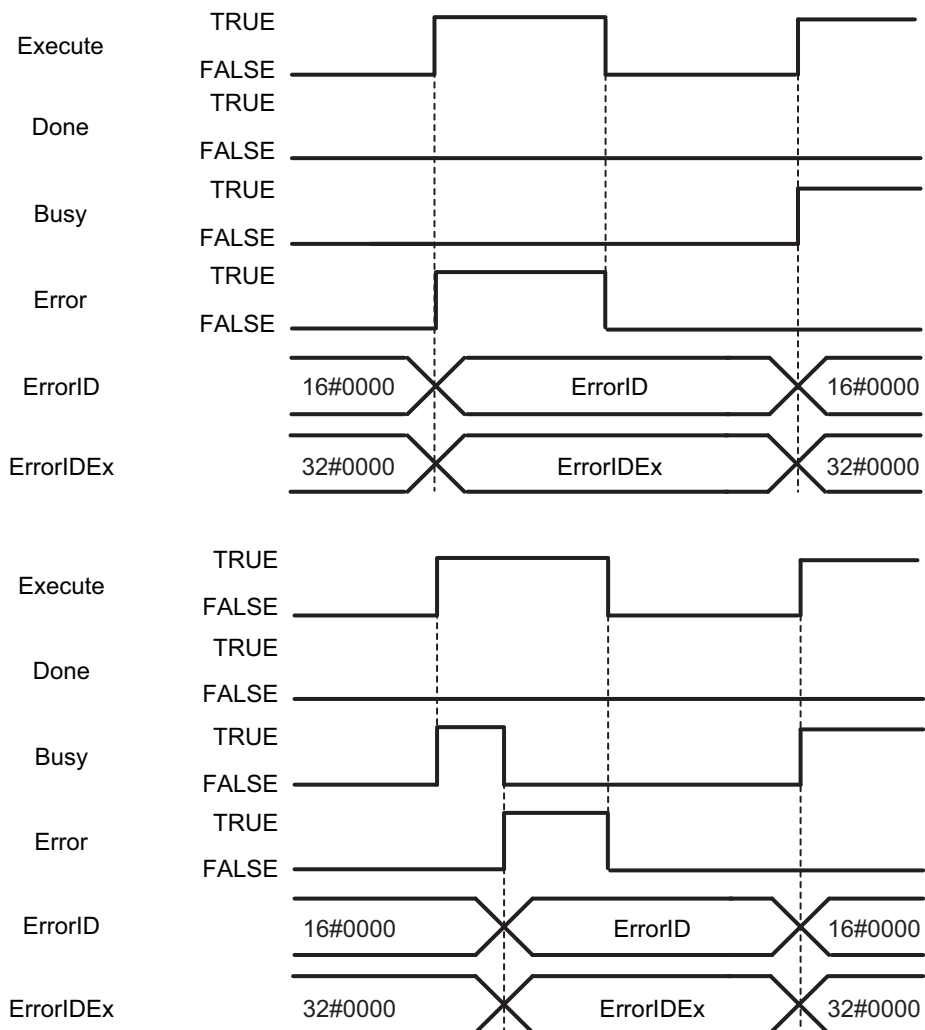 TRUE
Execute
FALSE
TRUE
Done
FALSE
TRUE
Busy
FALSE
TRUE
Error
FALSE
ErrorID 16#0000 ErrorID 16#0000
ErrorIDEx 32#0000 ErrorIDEx 32#0000
TRUE
Execute
FALSE
TRUE
Done
FALSE
TRUE
Busy
FALSE
TRUE
Error
FALSE
ErrorID 16#0000 ErrorID 16#0000
ErrorIDEx 32#0000 ErrorIDEx 32#0000